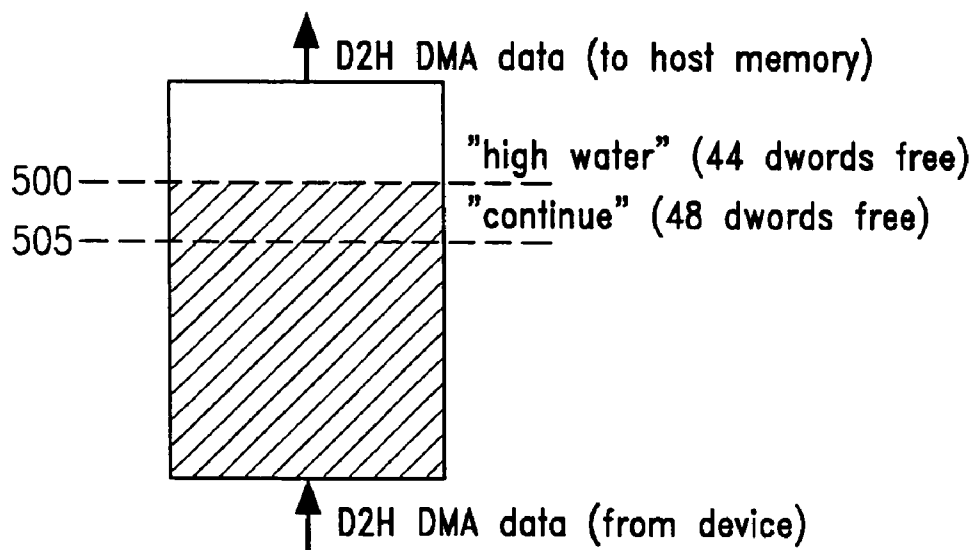 D2H DMA data (to host memory)
"high water" (44 dwords free)
500
"continue" (48 dwords free)
505
D2H DMA data (from device)